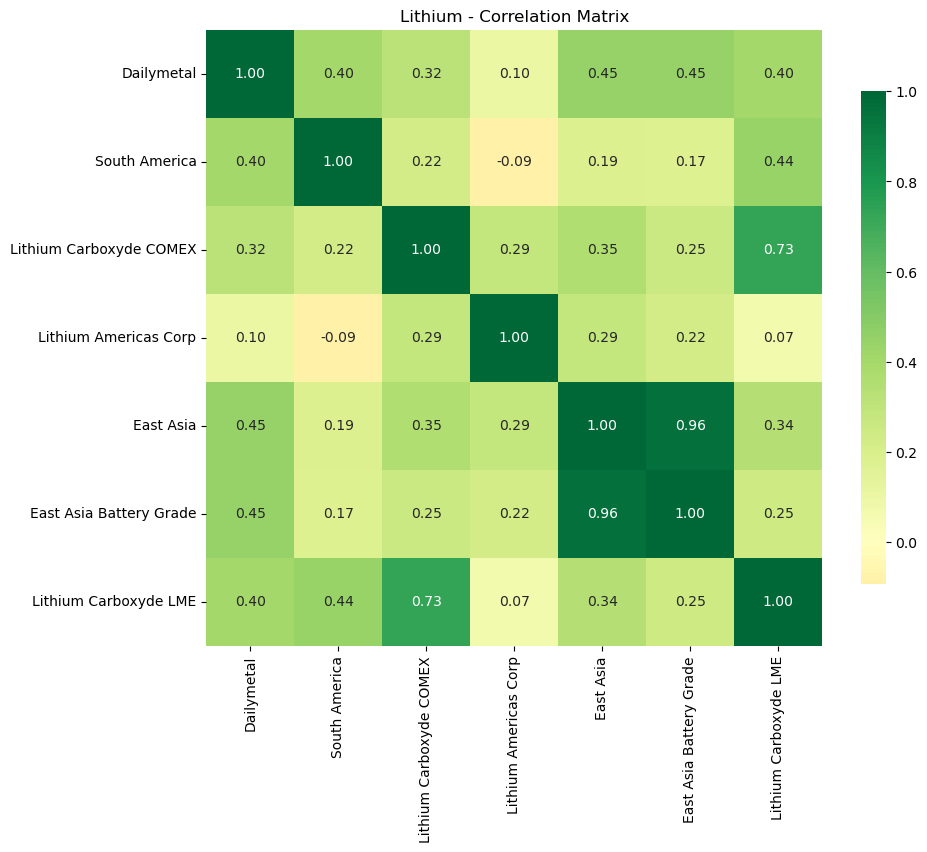 Lithium - Correlation Matrix
Dailymetal 1.00 0.40 0.32 0.10 0.45 0.45 0.40
South America 0.40 1.00 0.22 -0.09 0.19 0.17 0.44
Lithium Carboxyde COMEX 0.32 0.22 1.00 0.29 0.35 0.25 0.73
Lithium Americas Corp 0.10 -0.09 0.29 1.00 0.29 0.22 0.07
East Asia 0.45 0.19 0.35 0.29 1.00 0.96 0.34
East Asia Battery Grade 0.45 0.17 0.25 0.22 0.96 1.00 0.25
Lithium Carboxyde LME 0.40 0.44 0.73 0.07 0.34 0.25 1.00
Dailymetal
South America
Lithium Carboxyde COMEX
Lithium Americas Corp
East Asia
East Asia Battery Grade
Lithium Carboxyde LME
1.0
0.8
0.6
0.4
0.2
0.0